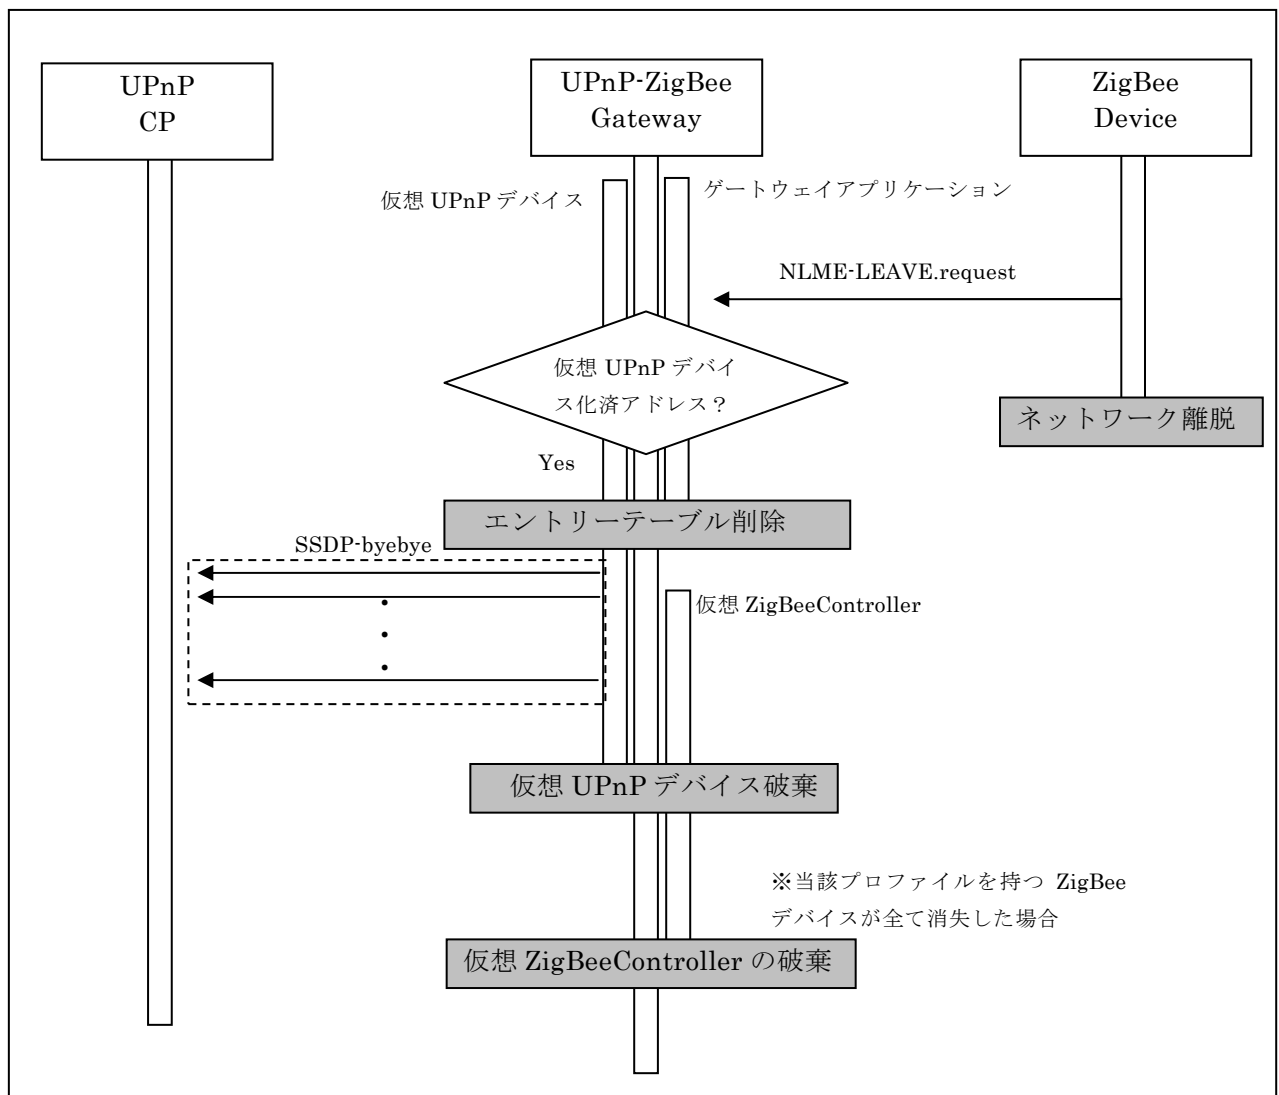 UPnP
CP
UPnP-ZigBee
Gateway
ZigBee
Device
仮想 UPnP デバイス
ゲートウェイアプリケーション
NLME-LEAVE.request
仮想 UPnP デバイ
ス化済アドレス？
ネットワーク離脱
Yes
エントリーテーブル削除
SSDP-byebye
仮想 ZigBeeController
仮想 UPnP デバイス破棄
※当該プロファイルを持つ ZigBee
デバイスが全て消失した場合
仮想 ZigBeeController の破棄